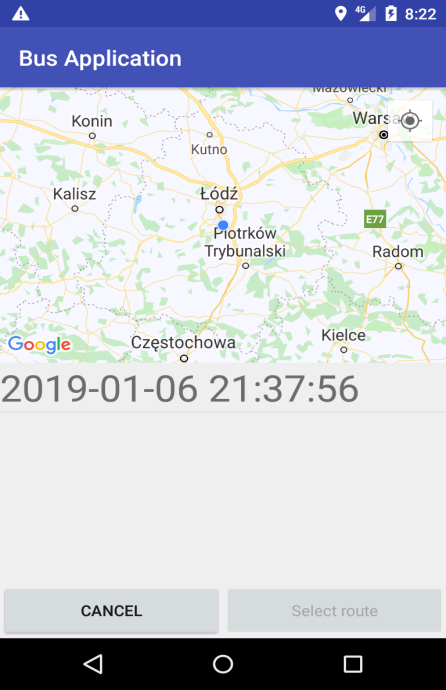 4G 8:22
Bus Application
Mazowiecki
Konin
Kutno
Kalisz
Łódź
E77
Piotrków
Trybunalski
Radom
Kielce
Google
Częstochowa
2019-01-06 21:37:56
CANCEL
Select route